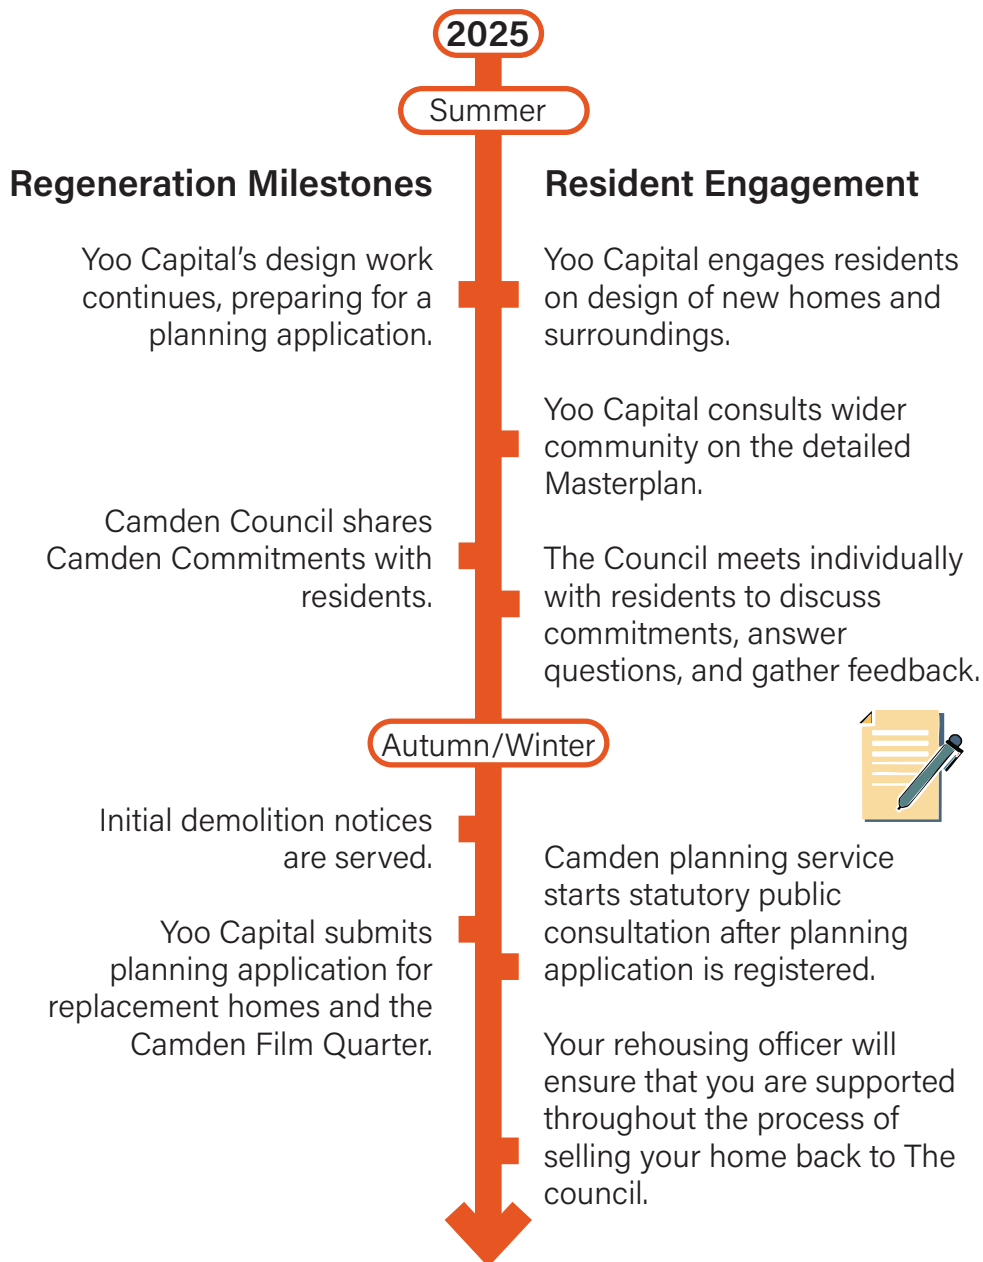 2025
Summer
Regeneration Milestones
Resident Engagement
Yoo Capital’s design work
continues, preparing for a
planning application.
Yoo Capital engages residents
on design of new homes and
surroundings.
Yoo Capital consults wider
community on the detailed
Masterplan.
Camden Council shares
Camden Commitments with
residents.
The Council meets individually
with residents to discuss
commitments, answer
questions, and gather feedback.
Autumn/Winter
Initial demolition notices
are served.
Yoo Capital submits
planning application for
replacement homes and the
Camden Film Quarter.
Camden planning service
starts statutory public
consultation after planning
application is registered.
Your rehousing officer will
ensure that you are supported
throughout the process of
selling your home back to The
council.